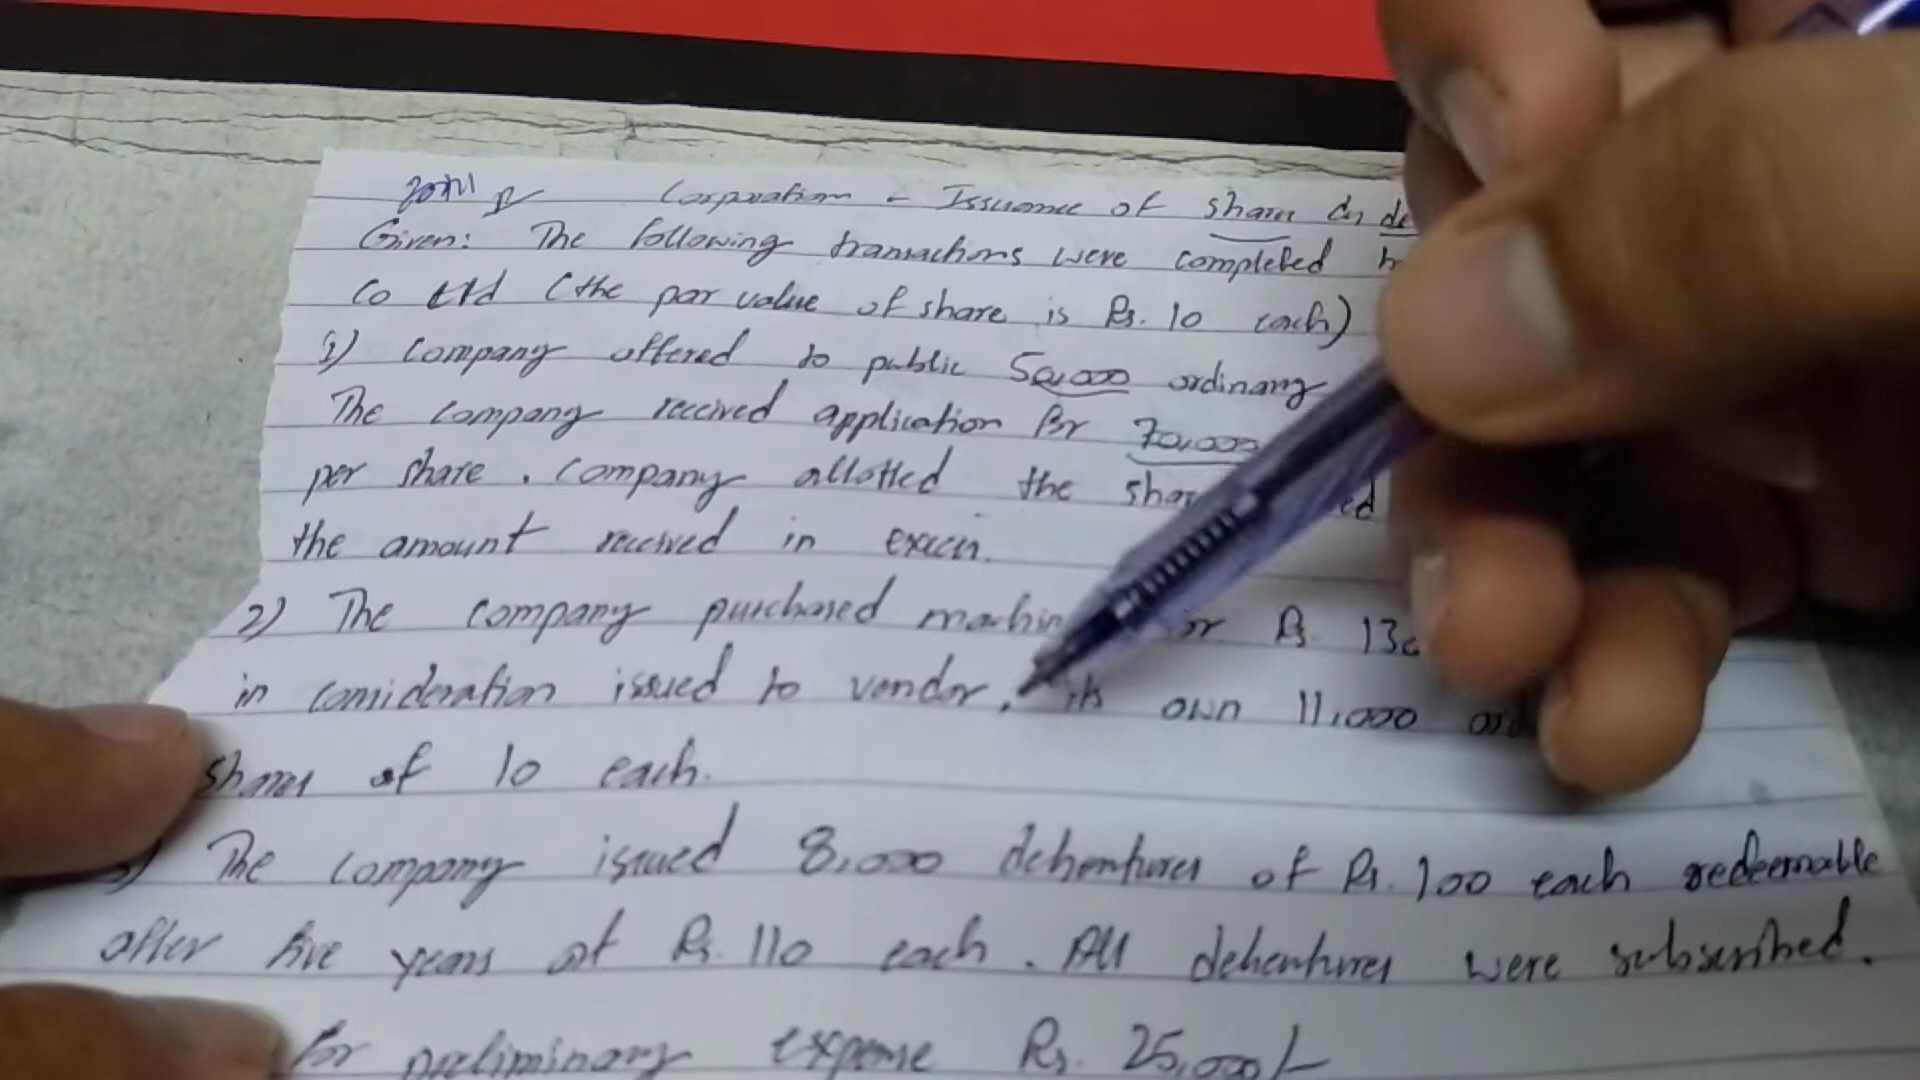 Corporation - Issuance of share &
Given: The following transactions were completed
Co Ltd (the par value of share is Rs. 10 each)
1) Company offered to public 50,000 ordinary
The company received application for 70,000
per share. Company allotted the
the amount received in excess.
2) The company purchased or Rs. 13
in consideration issued to vendor, its own 11,000
shares of 10 each.
The company issued 8,000 debentures of Rs. 100 each redeemable
after five years at Rs. 110 each. All debentures were subscribed.
for preliminary expense Rs. 25,000/-